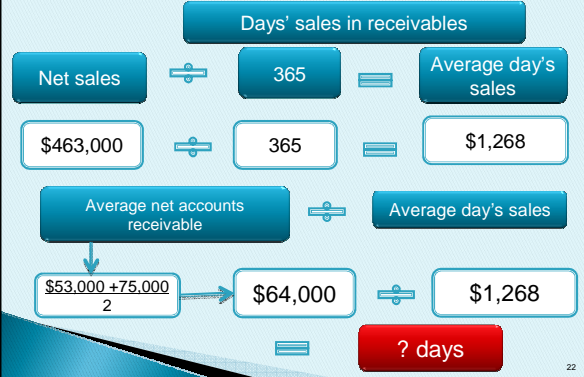 Days' sales in receivables
Net sales ÷ 365 = Average day's
sales
$463,000 ÷ 365 = $1,268
Average net accounts
receivable ÷ Average day's sales
$53,000 +75,000
2
$64,000 ÷ $1,268
= ? days
22